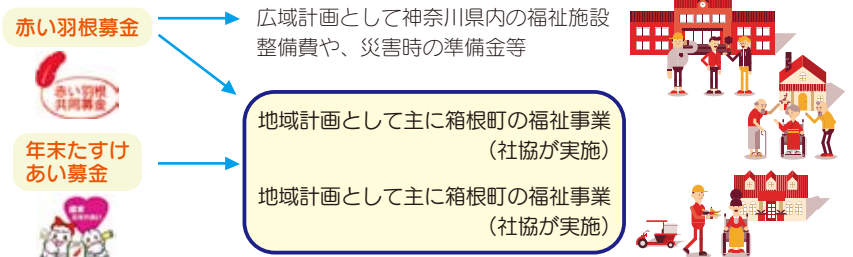 赤い羽根募金
広域計画として神奈川県内の福祉施設
整備費や、災害時の準備金等
赤い羽根
共同募金
地域計画として主に箱根町の福祉事業
（社協が実施）
年末たすけ
あい募金
地域計画として主に箱根町の福祉事業
（社協が実施）